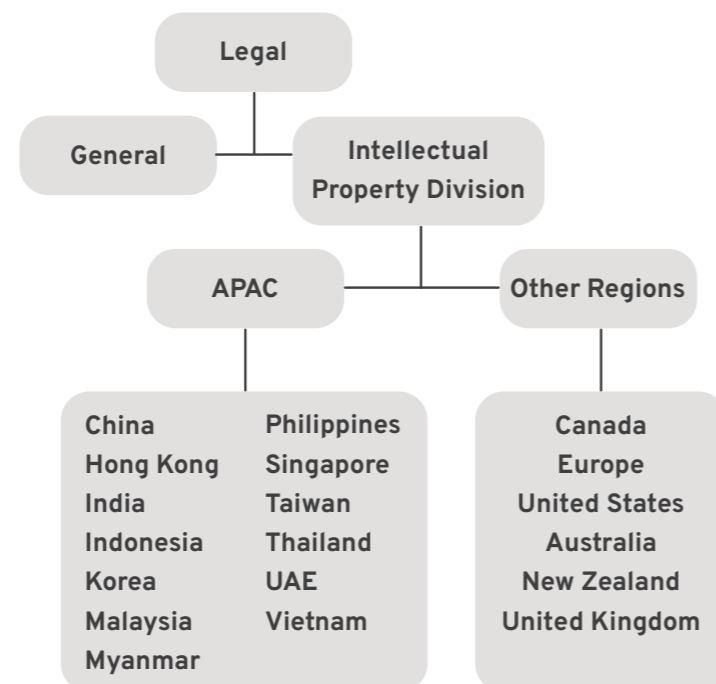 Legal
General
Intellectual
Property Division
APAC
Other Regions
China
Hong Kong
India
Indonesia
Korea
Malaysia
Myanmar
Philippines
Singapore
Taiwan
Thailand
UAE
Vietnam
Canada
Europe
United States
Australia
New Zealand
United Kingdom